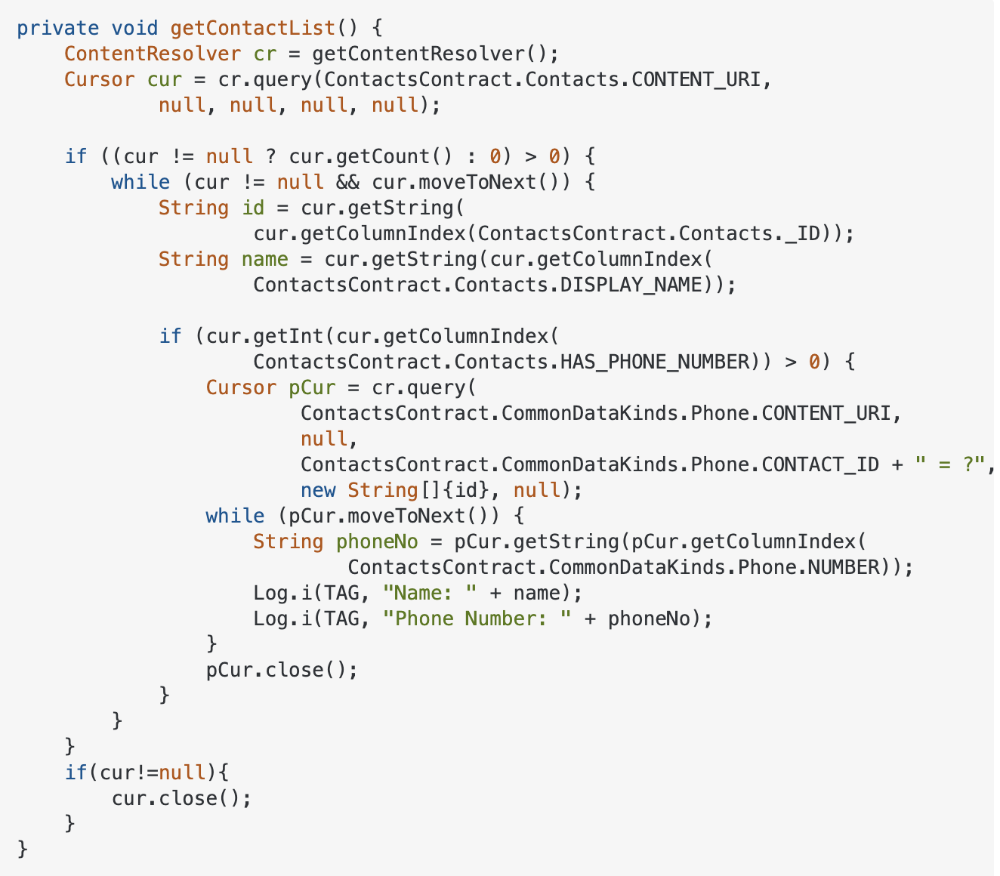 private void getContactList() {
    ContentResolver cr = getContentResolver();
    Cursor cur = cr.query(ContactsContract.Contacts.CONTENT_URI,
            null, null, null, null);

    if ((cur != null ? cur.getCount() : 0) > 0) {
        while (cur != null && cur.moveToNext()) {
            String id = cur.getString(
                    cur.getColumnIndex(ContactsContract.Contacts._ID));
            String name = cur.getString(cur.getColumnIndex(
                    ContactsContract.Contacts.DISPLAY_NAME));

            if (cur.getInt(cur.getColumnIndex(
                    ContactsContract.Contacts.HAS_PHONE_NUMBER)) > 0) {
                Cursor pCur = cr.query(
                        ContactsContract.CommonDataKinds.Phone.CONTENT_URI,
                        null,
                        ContactsContract.CommonDataKinds.Phone.CONTACT_ID + " = ?",
                        new String[]{id}, null);
                while (pCur.moveToNext()) {
                    String phoneNo = pCur.getString(pCur.getColumnIndex(
                            ContactsContract.CommonDataKinds.Phone.NUMBER));
                    Log.i(TAG, "Name: " + name);
                    Log.i(TAG, "Phone Number: " + phoneNo);
                }
                pCur.close();
            }
        }
    }
    if(cur!=null){
        cur.close();
    }
}